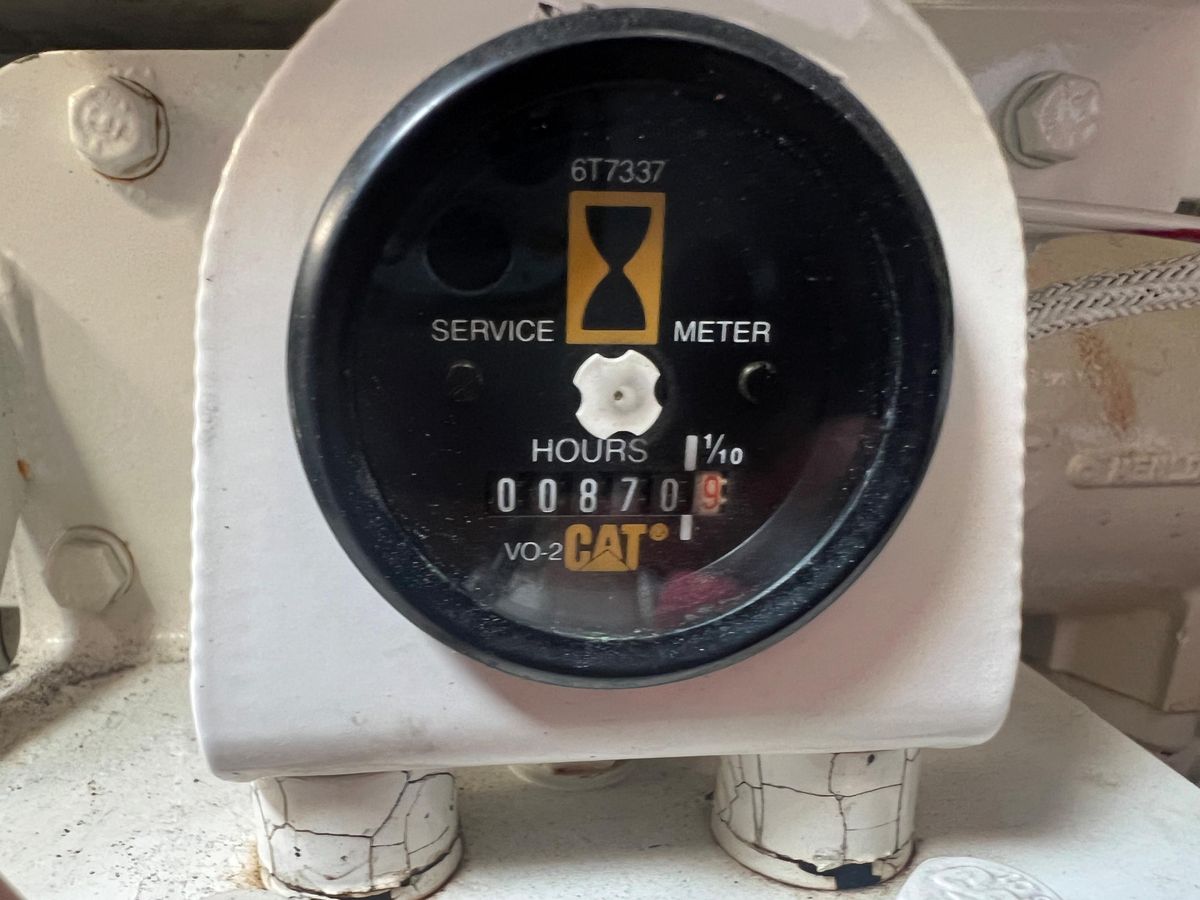 6T7337
SERVICE METER
HOURS 1/10
008709
VO-2 CAT